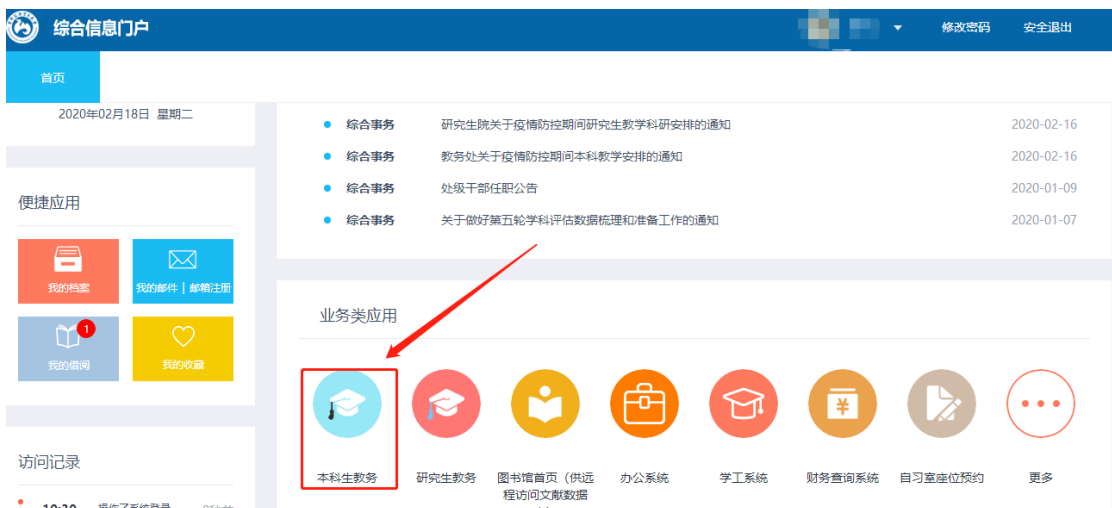 综合信息门户
修改密码
安全退出
首页
2020年02月18日 星期二
综合事务 研究生院关于疫情防控期间研究生教学科研安排的通知 2020-02-16
综合事务 教务处关于疫情防控期间本科教学安排的通知 2020-02-16
综合事务 处级干部任职公告 2020-01-09
综合事务 关于做好第五轮学科评估数据梳理和准备工作的通知 2020-01-07
便捷应用
我的档案
我的邮件 | 邮箱注册
1
我的借阅
我的收藏
业务类应用
本科生教务
研究生教务
图书馆首页（供远
程访问文献数据
办公系统
学工系统
¥
财务查询系统
自习室座位预约
更多
访问记录